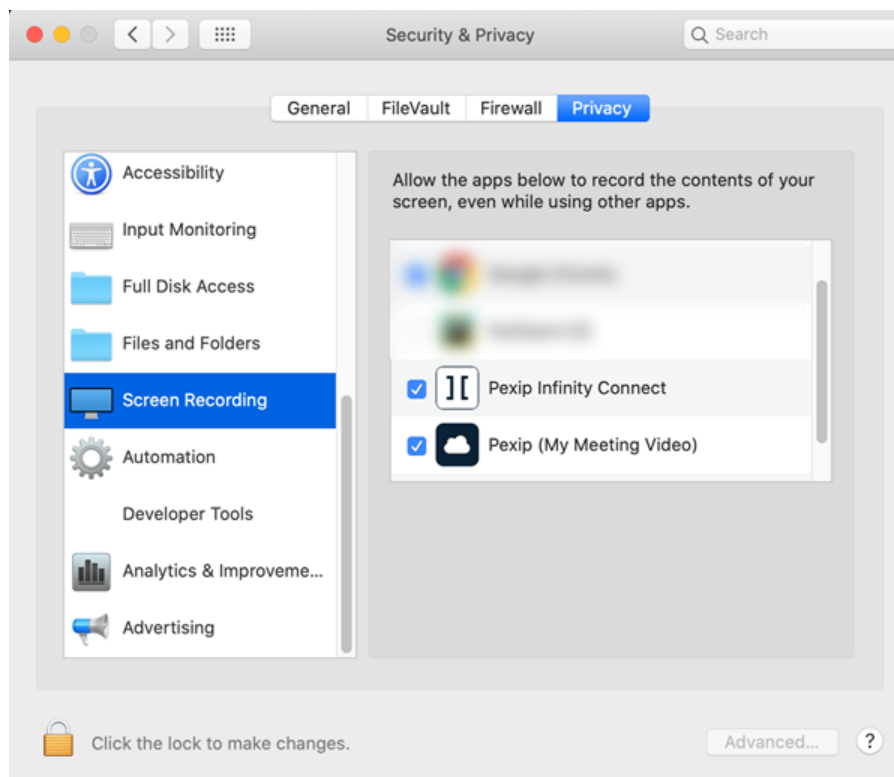 Security & Privacy
Search
General
FileVault
Firewall
Privacy
Accessibility
Input Monitoring
Full Disk Access
Files and Folders
Screen Recording
Automation
Developer Tools
Analytics & Improveme...
Advertising
Allow the apps below to record the contents of your
screen, even while using other apps.
Google Chrome
Pexip Infinity Connect
Pexip (My Meeting Video)
Click the lock to make changes.
Advanced...
?